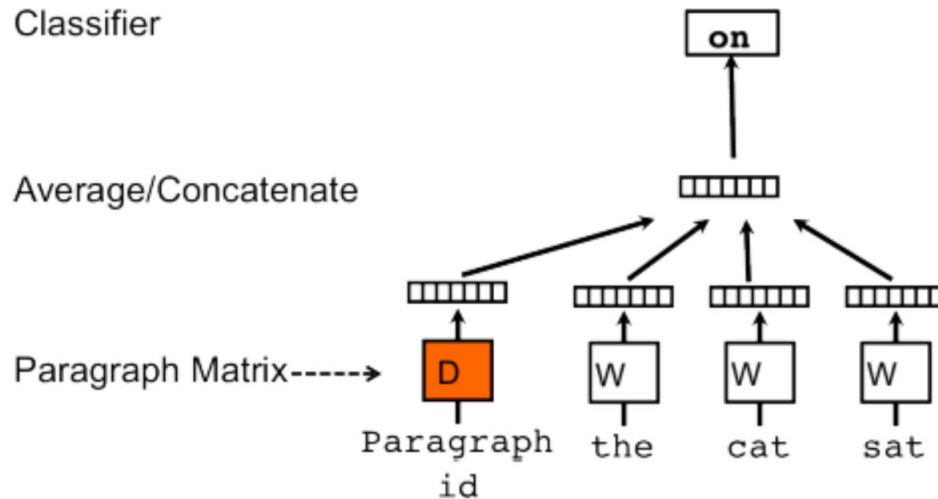 Classifier
on
Average/Concatenate
Paragraph Matrix
D
W
W
W
Paragraph
id
the
cat
sat